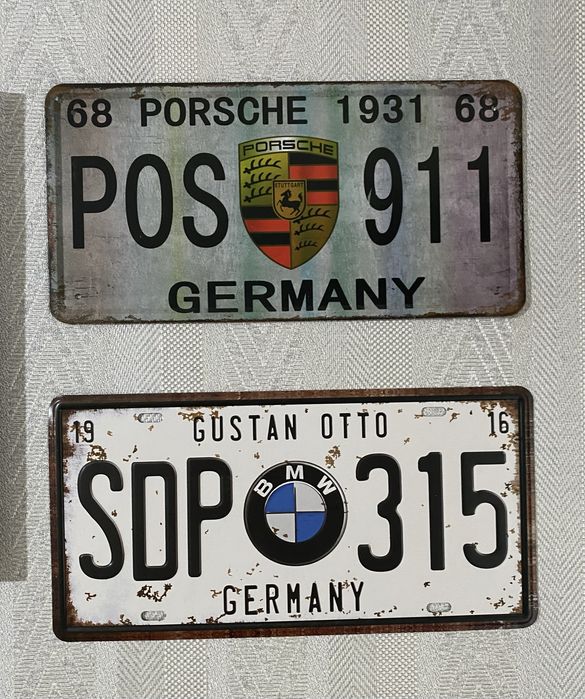 68 PORSCHE 1931 68
PORSCHE
STUTTGART
POS 911
GERMANY
19 GUSTAN OTTO 16
BMW
SDP 315
GERMANY